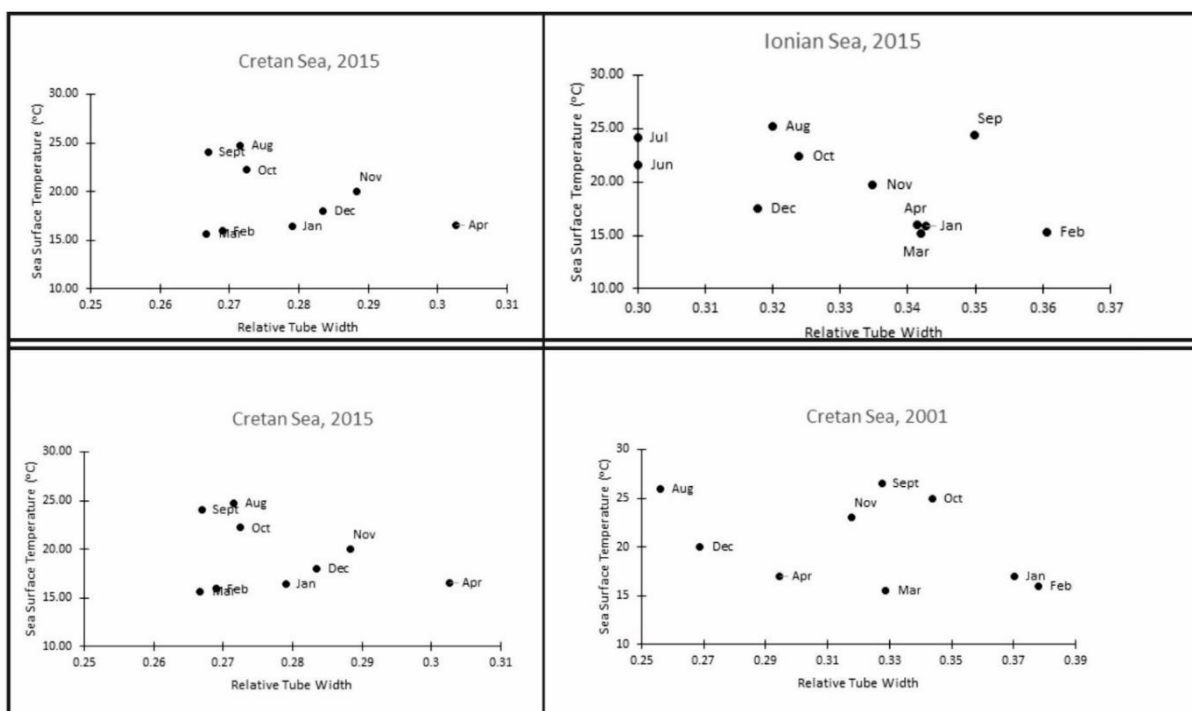 Cretan Sea, 2015
Sea Surface Temperature (ºC)
30.00
25.00
20.00
15.00
10.00
Aug
Sept
Oct
Nov
Dec
Jan
Feb
Mar
Apr
0.25 0.26 0.27 0.28 0.29 0.3 0.31
Relative Tube Width
Ionian Sea, 2015
Sea Surface Temperature (ºC)
30.00
25.00
20.00
15.00
10.00
Jul
Jun
Aug
Oct
Sep
Nov
Dec
Apr
Jan
Mar
Feb
0.30 0.31 0.32 0.33 0.34 0.35 0.36 0.37
Relative Tube Width
Cretan Sea, 2015
Sea Surface Temperature (ºC)
30.00
25.00
20.00
15.00
10.00
Aug
Sept
Oct
Nov
Dec
Jan
Feb
Mar
Apr
0.25 0.26 0.27 0.28 0.29 0.3 0.31
Relative Tube Width
Cretan Sea, 2001
Sea Surface Temperature (ºC)
30
25
20
15
10
Aug
Sept
Oct
Nov
Dec
Apr
Mar
Jan
Feb
0.25 0.27 0.29 0.31 0.33 0.35 0.37 0.39
Relative Tube Width